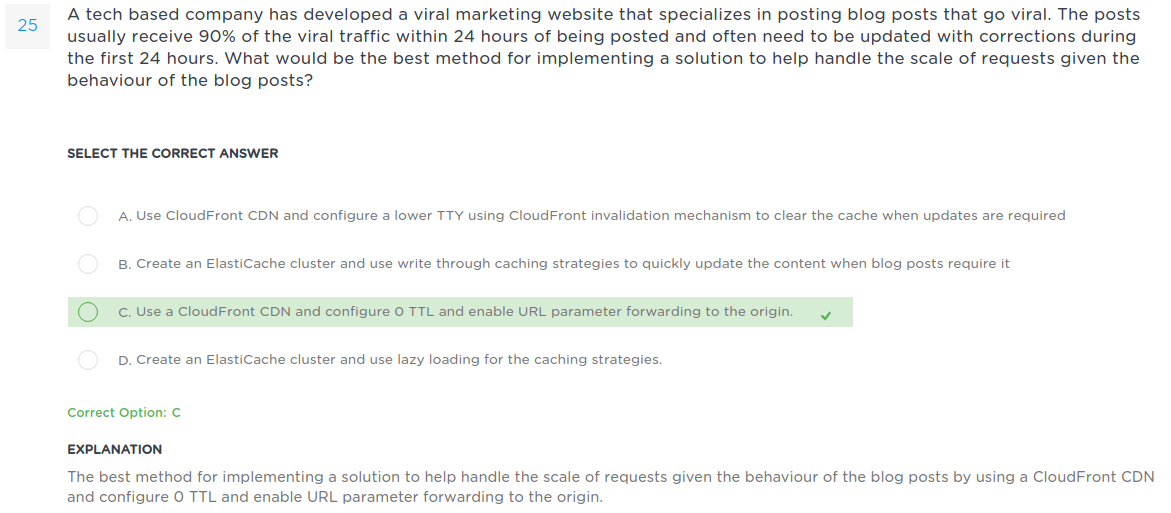 25
A tech based company has developed a viral marketing website that specializes in posting blog posts that go viral. The posts
usually receive 90% of the viral traffic within 24 hours of being posted and often need to be updated with corrections during
the first 24 hours. What would be the best method for implementing a solution to help handle the scale of requests given the
behaviour of the blog posts?
SELECT THE CORRECT ANSWER
A. Use CloudFront CDN and configure a lower TTY using CloudFront invalidation mechanism to clear the cache when updates are required
B. Create an ElastiCache cluster and use write through caching strategies to quickly update the content when blog posts require it
C. Use a CloudFront CDN and configure 0 TTL and enable URL parameter forwarding to the origin.
D. Create an ElastiCache cluster and use lazy loading for the caching strategies.
Correct Option: C
EXPLANATION
The best method for implementing a solution to help handle the scale of requests given the behaviour of the blog posts by using a CloudFront CDN
and configure 0 TTL and enable URL parameter forwarding to the origin.